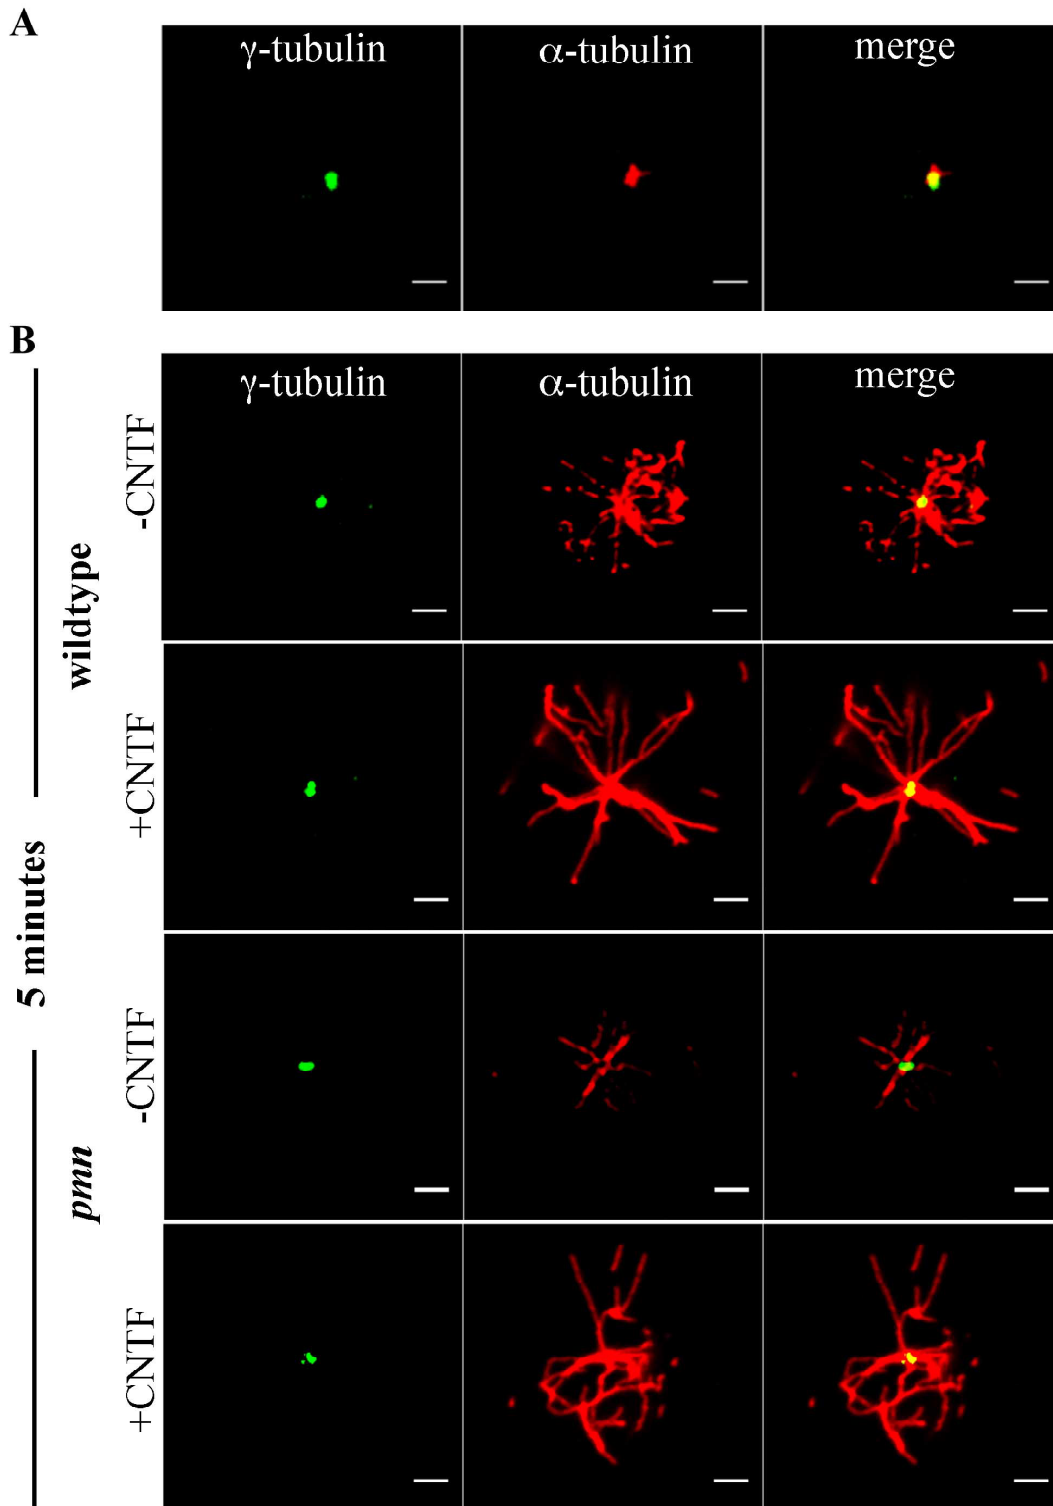 A
γ-tubulin α-tubulin merge
B
γ-tubulin α-tubulin merge
-CNTF
wildtype
+CNTF
5 minutes
-CNTF
pmn
+CNTF